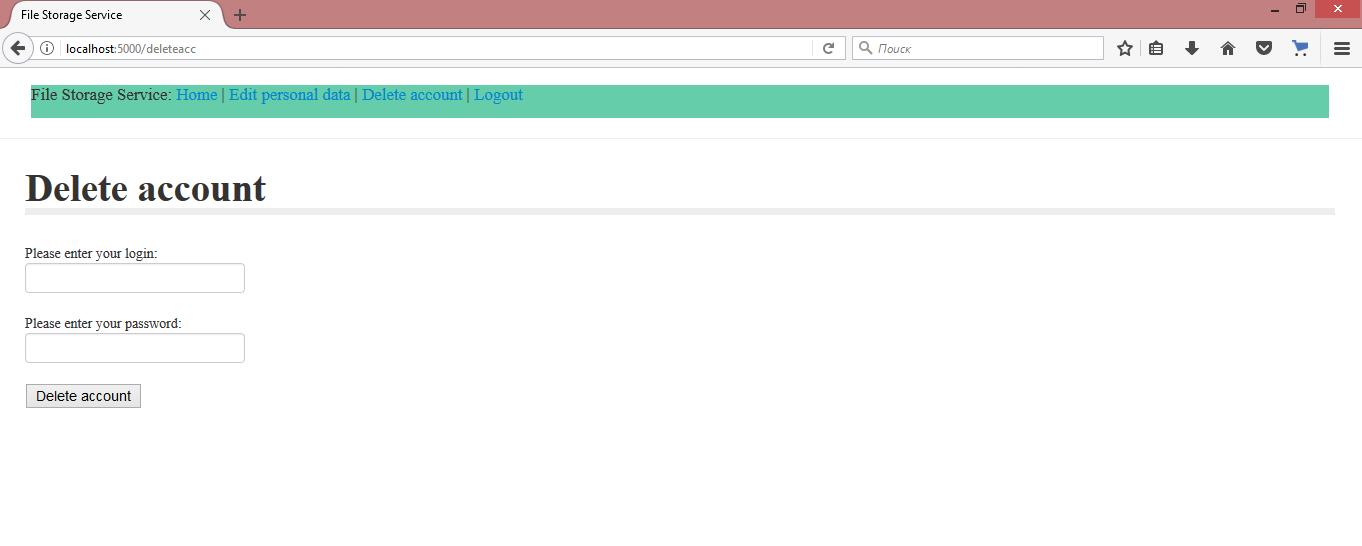 File Storage Service
localhost:5000/deleteacc
Поиск
File Storage Service: Home | Edit personal data | Delete account | Logout
Delete account
Please enter your login:
Please enter your password:
Delete account